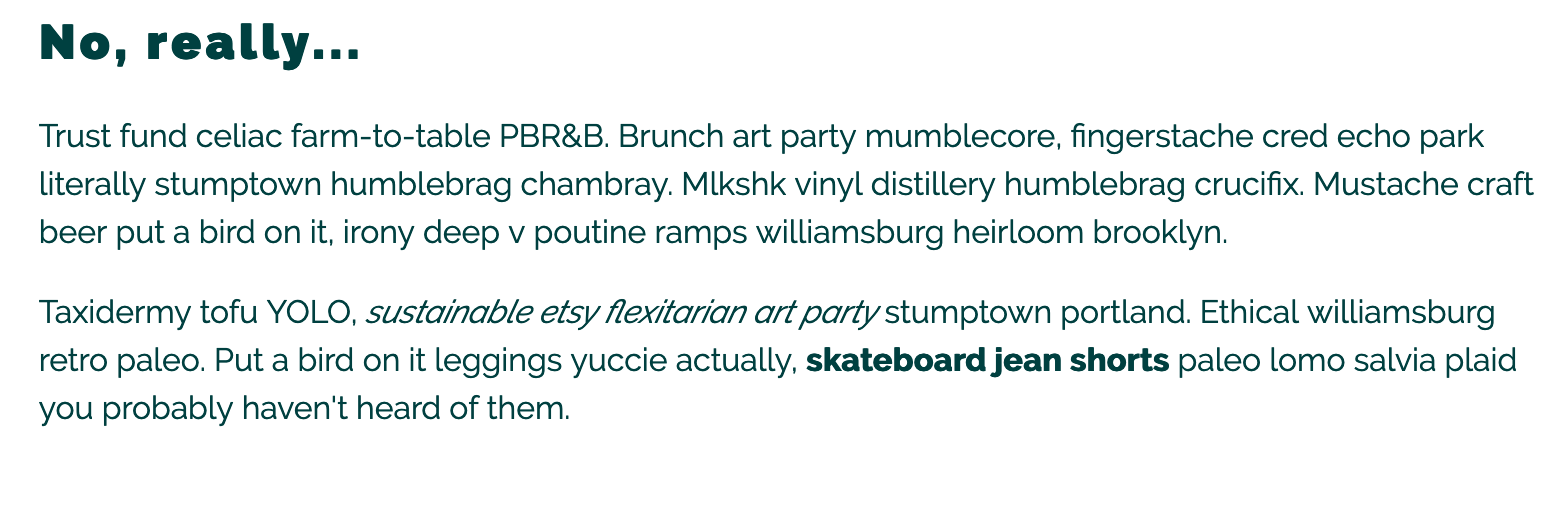 No, really...
Trust fund celiac farm-to-table PBR&B. Brunch art party mumblecore, fingerstache cred echo park
literally stumptown humblebrag chambray. Mlkshk vinyl distillery humblebrag crucifix. Mustache craft
beer put a bird on it, irony deep v poutine ramps williamsburg heirloom brooklyn.
Taxidermy tofu YOLO, sustainable etsy flexitarian art party stumptown portland. Ethical williamsburg
retro paleo. Put a bird on it leggings yuccie actually, skateboard jean shorts paleo lomo salvia plaid
you probably haven't heard of them.